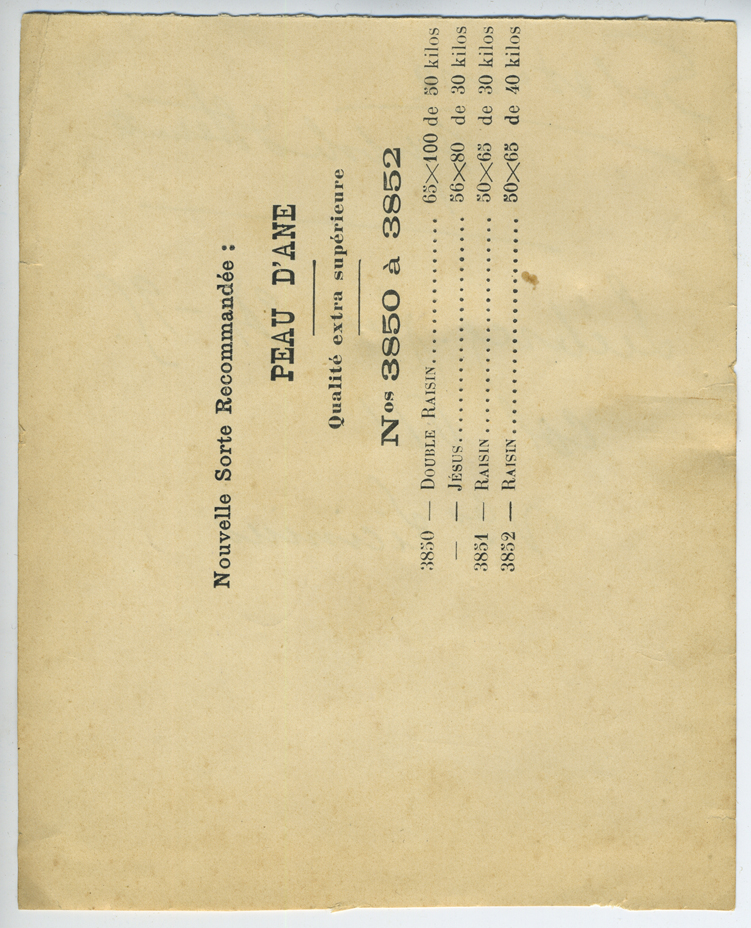 Nouvelle Sorte Recommandée :
PEAU D'ANE
Qualité extra supérieure
Nos 3850 à 3852
3850 — DOUBLE RAISIN.................. 65×100 de 50 kilos
— — JÉSUS........................... 56×80 de 30 kilos
3851 — RAISIN.......................... 50×65 de 30 kilos
3852 — RAISIN.......................... 50×65 de 40 kilos